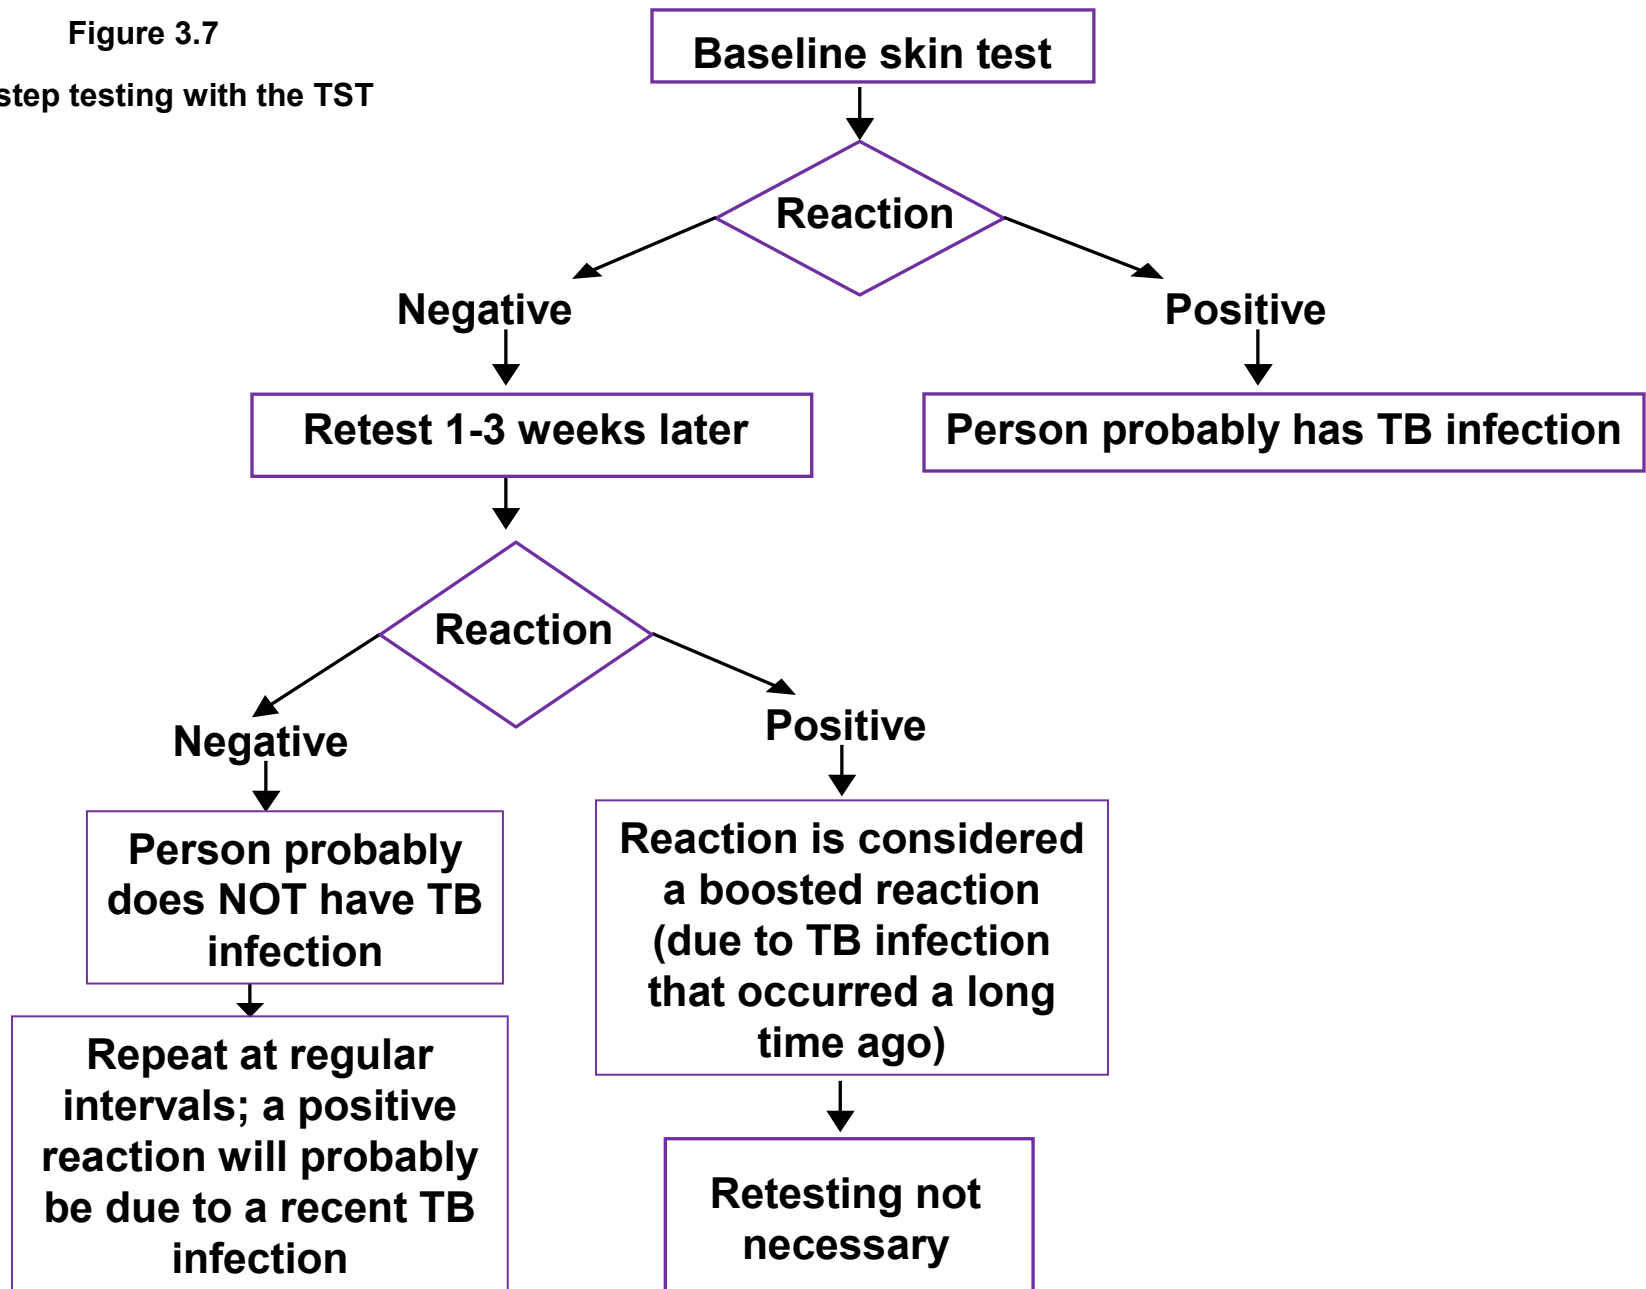 Figure 3.7
step testing with the TST
Baseline skin test
Reaction
Negative
Positive
Retest 1-3 weeks later
Person probably has TB infection
Reaction
Negative
Positive
Person probably
does NOT have TB
infection
Reaction is considered
a boosted reaction
(due to TB infection
that occurred a long
time ago)
Repeat at regular
intervals; a positive
reaction will probably
be due to a recent TB
infection
Retesting not
necessary